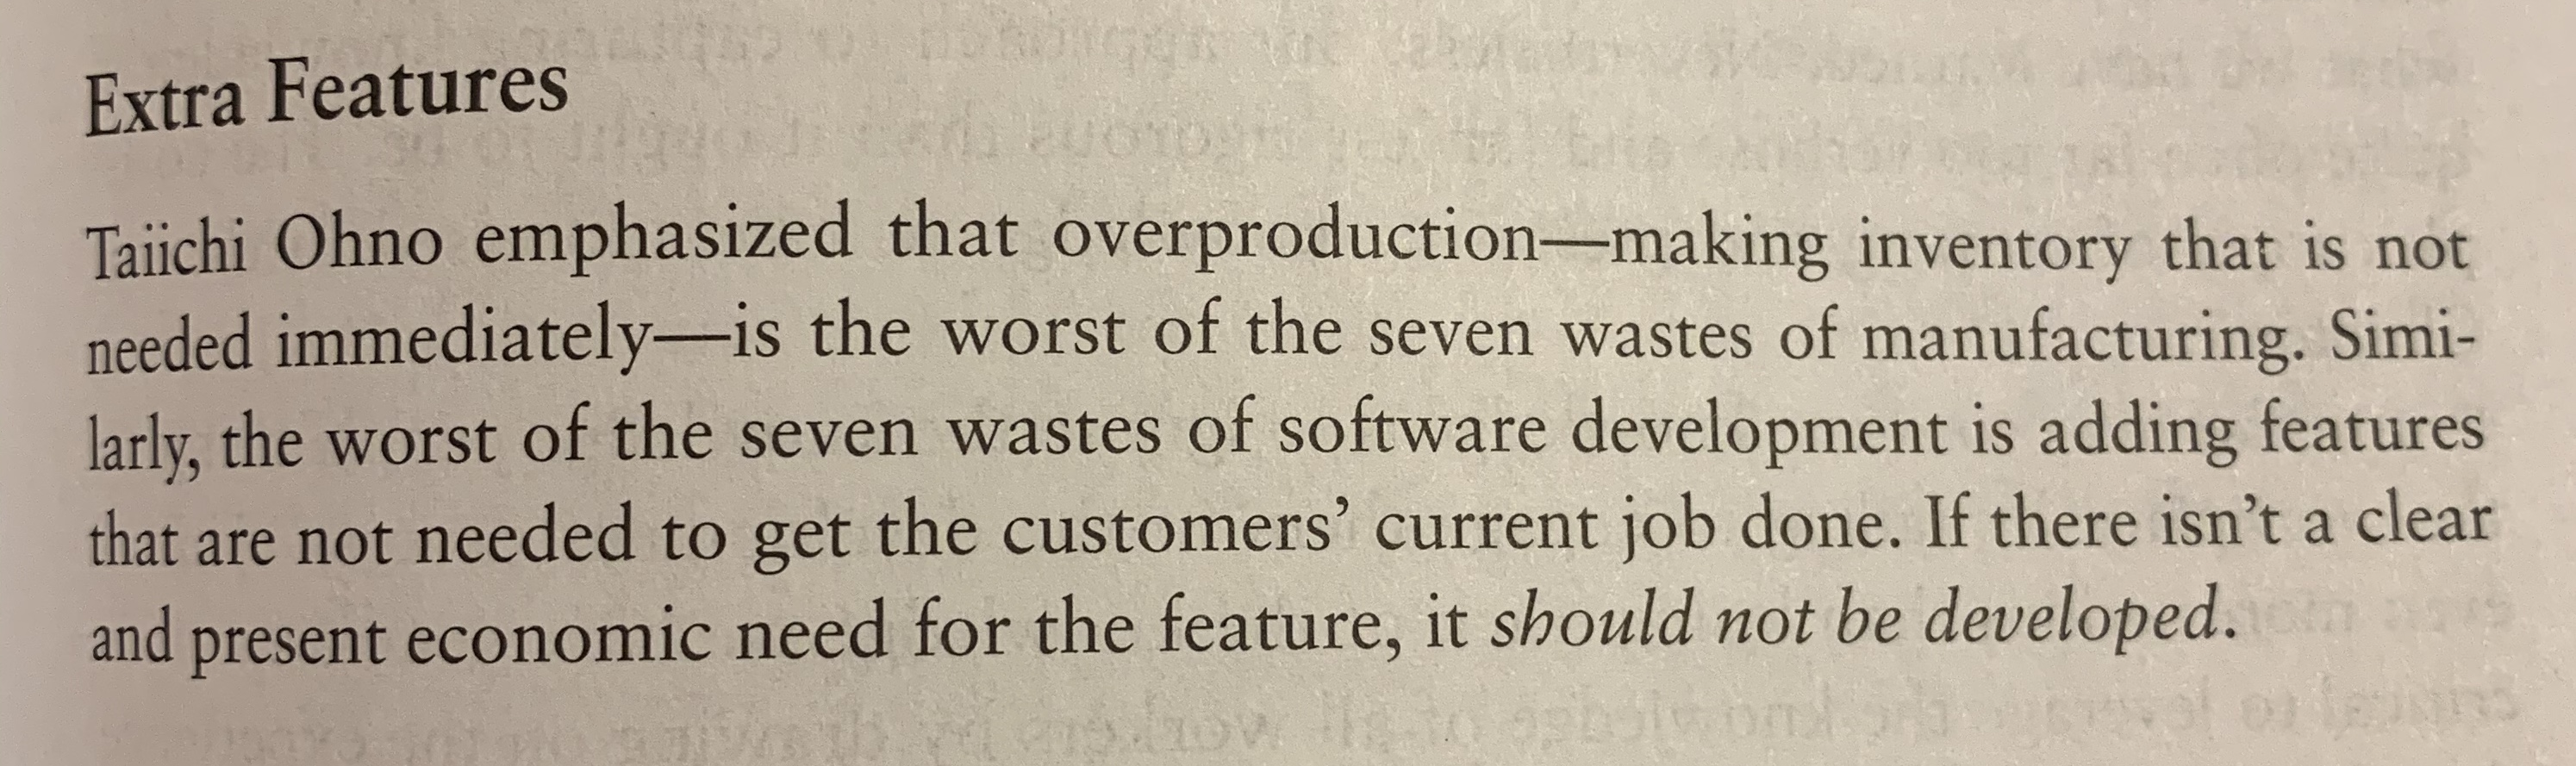 Extra Features
Taiichi Ohno emphasized that overproduction—making inventory that is not
needed immediately—is the worst of the seven wastes of manufacturing. Simi-
larly, the worst of the seven wastes of software development is adding features
that are not needed to get the customers’ current job done. If there isn’t a clear
and present economic need for the feature, it should not be developed.